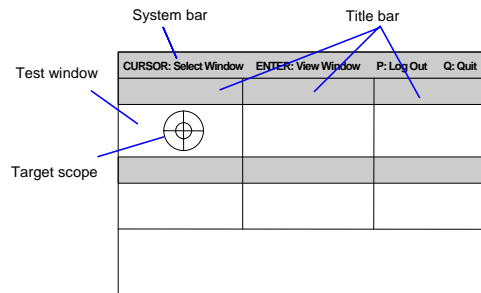 System bar
Title bar
CURSOR: Select Window ENTER: View Window P: Log Out Q: Quit
Test window
Target scope